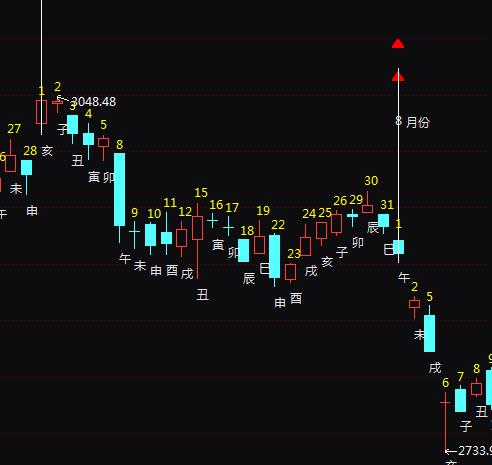 1
2
3048.48
3
4
5
子
亥
丑
寅 卯
27
28
未
申
午
8
9
10
11
12
午
未
申
酉
戌
15
16
17
18
19
22
23
丑
寅
卯
辰
巳
申
酉
24
25
26
29
30
31
戌
亥
子
卯
辰
巳
8 月份
1
午
2
5
未
戌
6
7
8
9
子
丑
亥
←2733.9